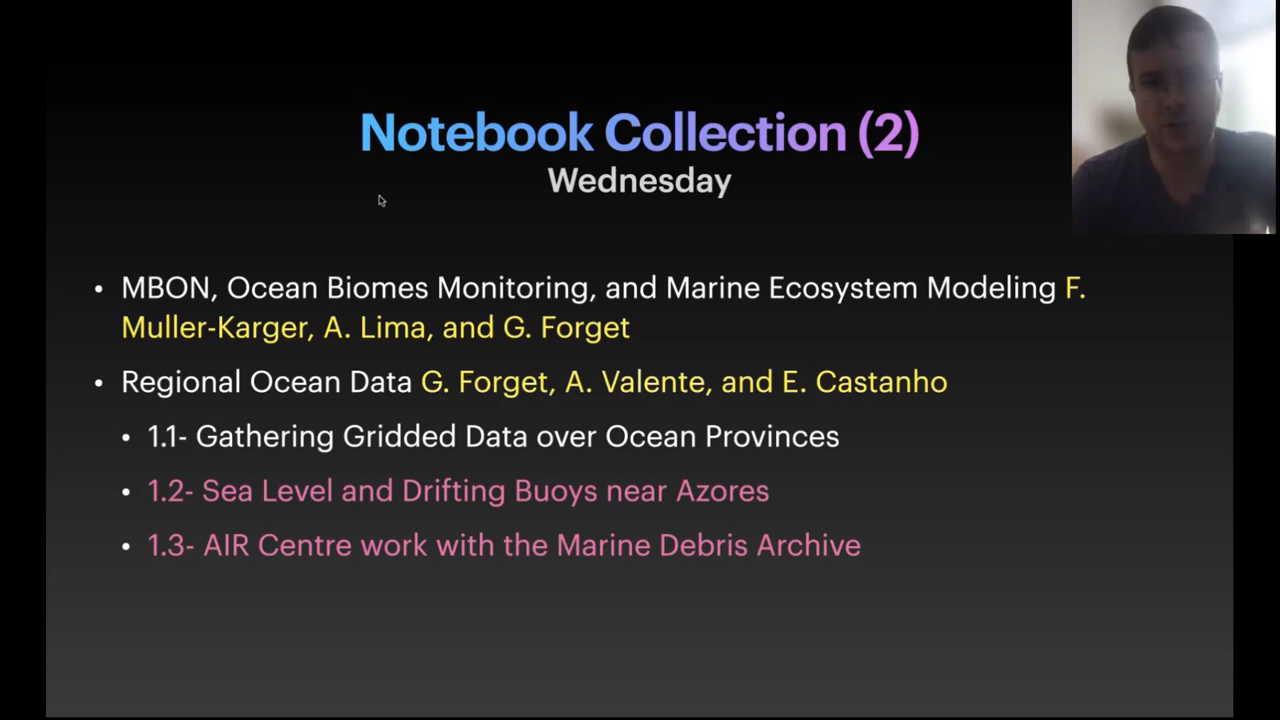 Notebook Collection (2)
Wednesday
• MBON, Ocean Biomes Monitoring, and Marine Ecosystem Modeling F.
Muller-Karger, A. Lima, and G. Forget
• Regional Ocean Data G. Forget, A. Valente, and E. Castanho
• 1.1- Gathering Gridded Data over Ocean Provinces
• 1.2- Sea Level and Drifting Buoys near Azores
• 1.3- AIR Centre work with the Marine Debris Archive